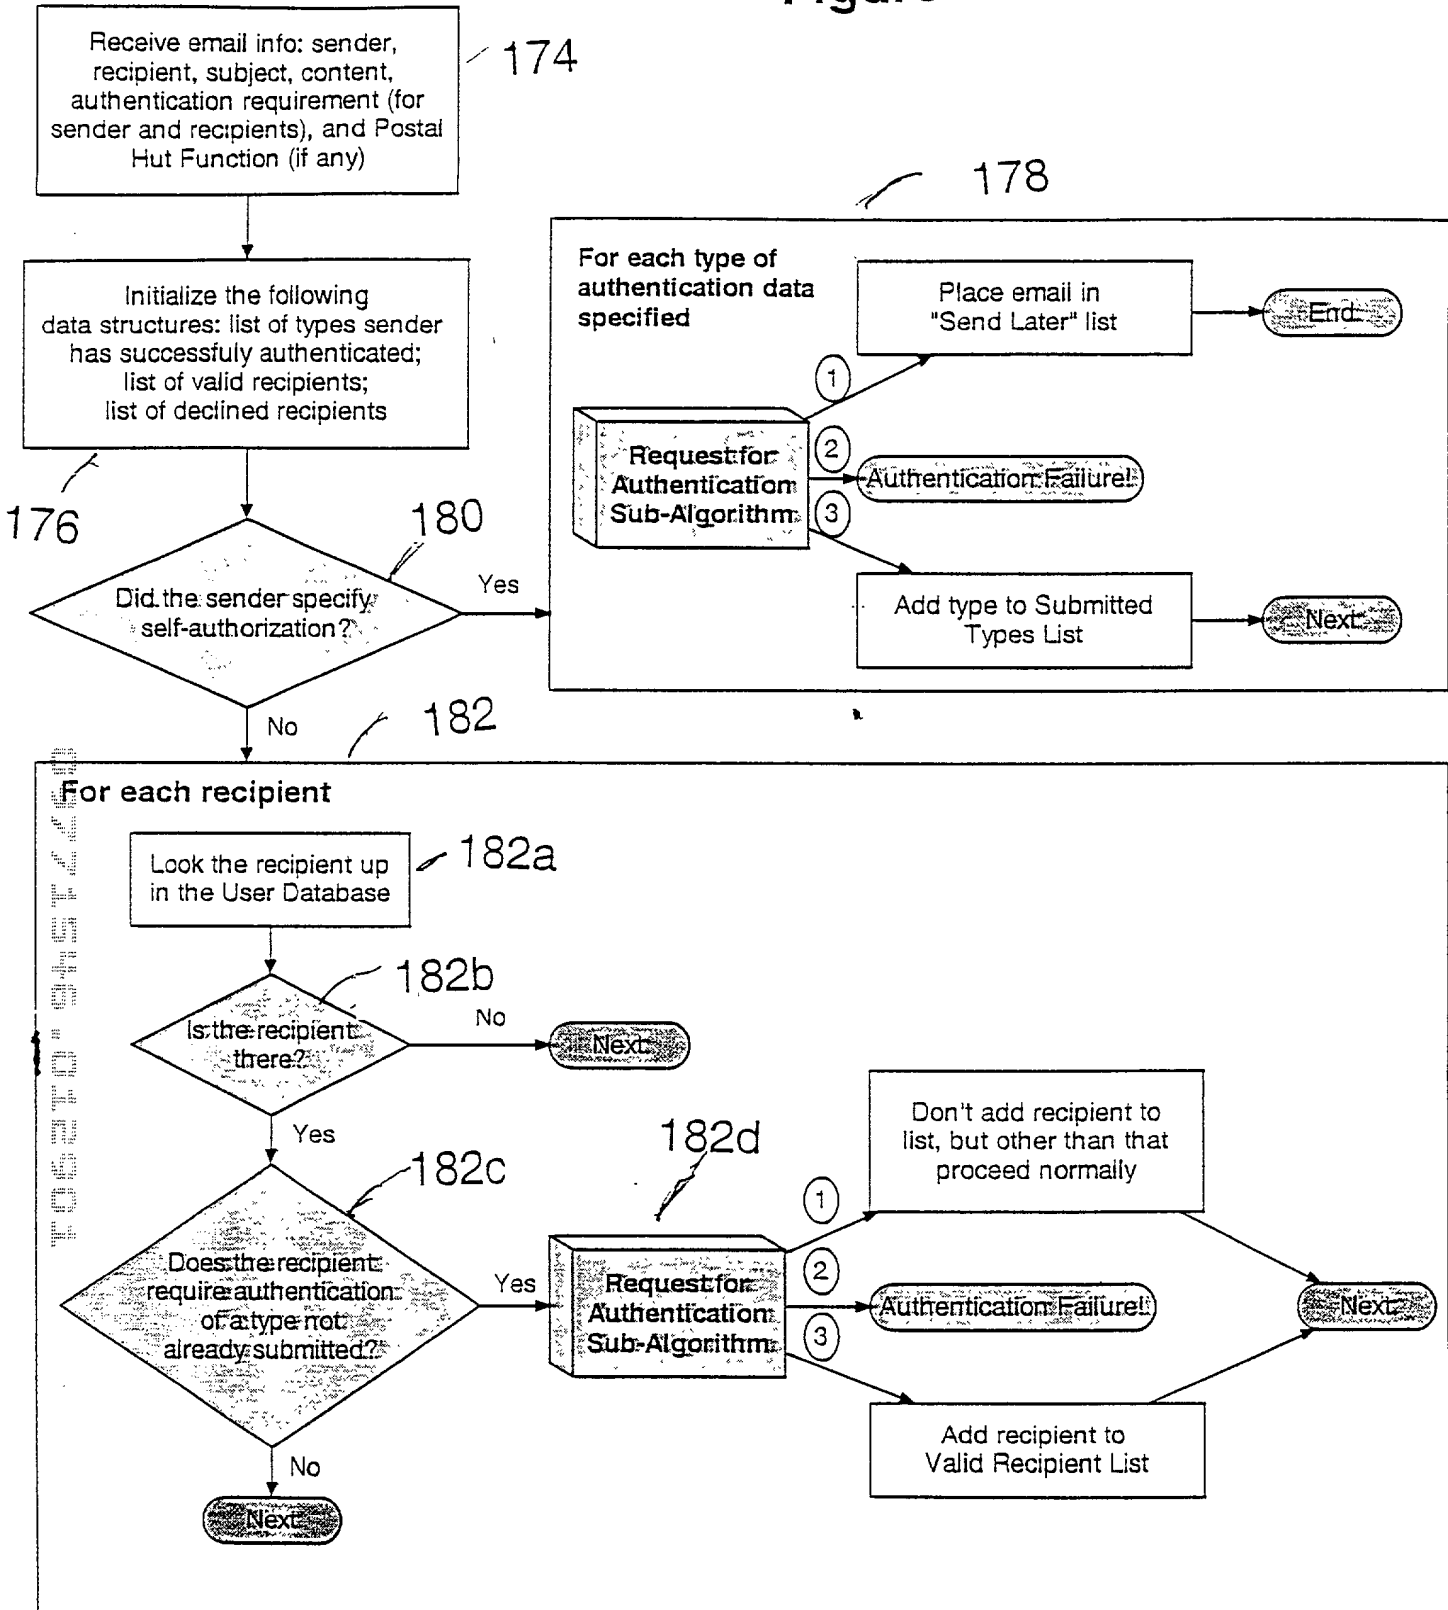 Figure
Receive email info: sender,
recipient, subject, content,
authentication requirement (for
sender and recipients), and Postal
Hut Function (if any)
174
178
Initialize the following
data structures: list of types sender
has successfuly authenticated;
list of valid recipients;
list of declined recipients
176
For each type of
authentication data
specified
Place email in
"Send Later" list
End
1
Request for
Authentication
Sub-Algorithm
2
Authentication Failure!
3
Add type to Submitted
Types List
Next
180
Did the sender specify
self-authorization?
Yes
No
182
For each recipient
Look the recipient up
in the User Database
182a
182b
Is the recipient
there?
No
Next
Yes
182c
182d
Does the recipient
require authentication
of a type not
already submitted?
Yes
Request for
Authentication
Sub-Algorithm
1
Don't add recipient to
list, but other than that
proceed normally
2
Authentication Failure!
Next
3
Add recipient to
Valid Recipient List
No
Next